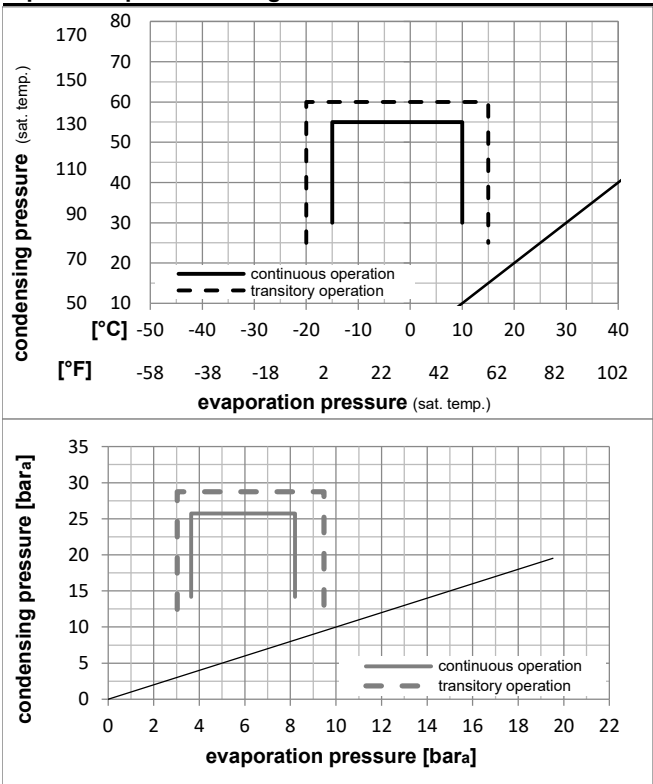 170 80
150 70
130 60
50
110 40
90 30
70 20
50 10
condensing pressure (sat. temp.)
continuous operation
transitory operation
[°C] -50 -40 -30 -20 -10 0 10 20 30 40
[°F] -58 -38 -18 2 22 42 62 82 102
evaporation pressure (sat. temp.)
35
30
25
20
15
10
5
0
condensing pressure [bara]
continuous operation
transitory operation
0 2 4 6 8 10 12 14 16 18 20 22
evaporation pressure [bara]